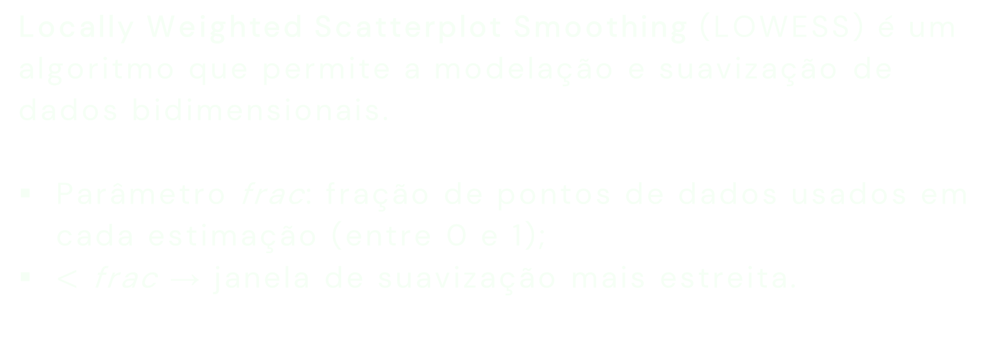 Locally Weighted Scatterplot Smoothing (LOWESS) é um
algoritmo que permite a modelação e suavização de
dados bidimensionais.
▪ Parâmetro frac: fração de pontos de dados usados em
cada estimação (entre 0 e 1);
▪ < frac → janela de suavização mais estreita.